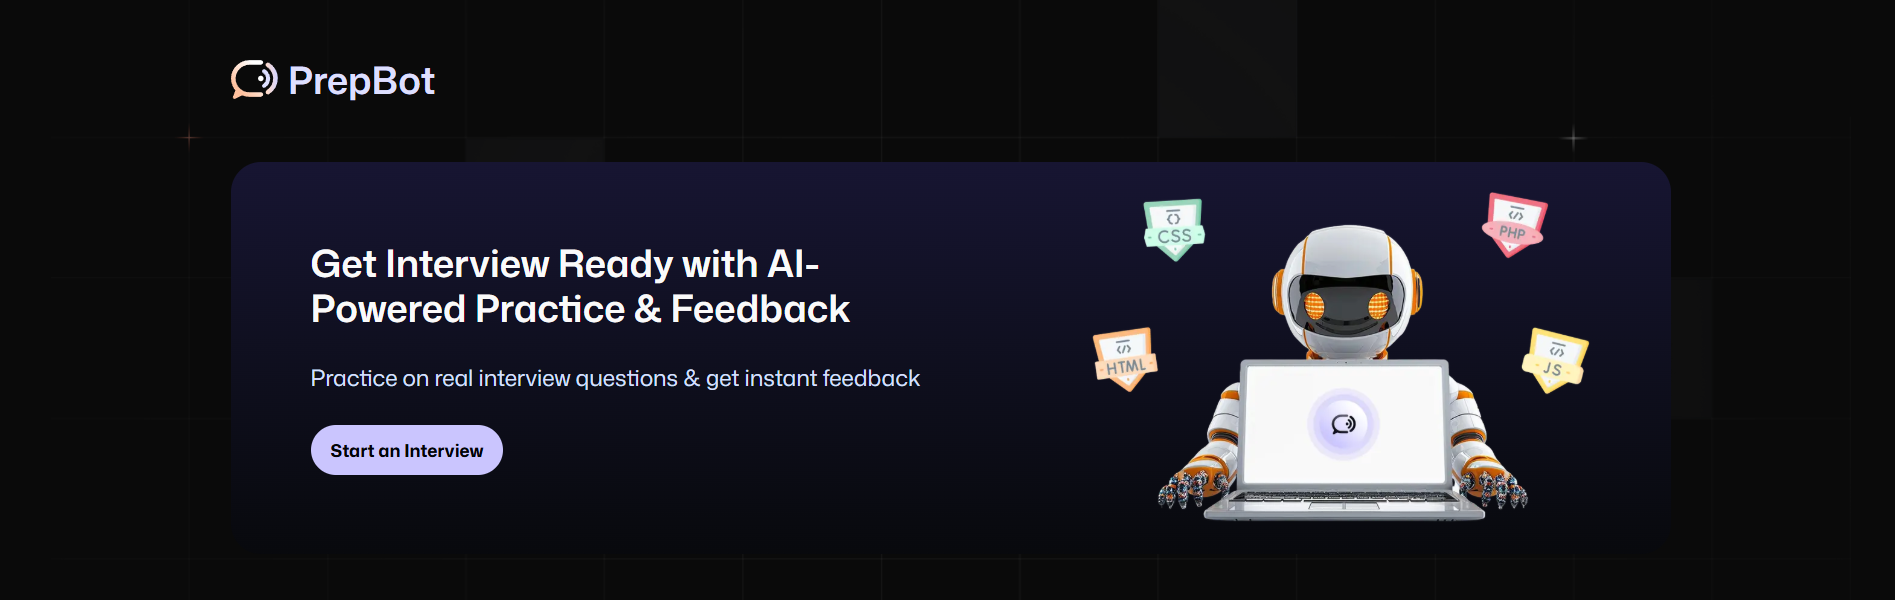 PrepBot
Get Interview Ready with AI-
Powered Practice & Feedback
Practice on real interview questions & get instant feedback
Start an Interview
CSS
PHP
HTML
JS